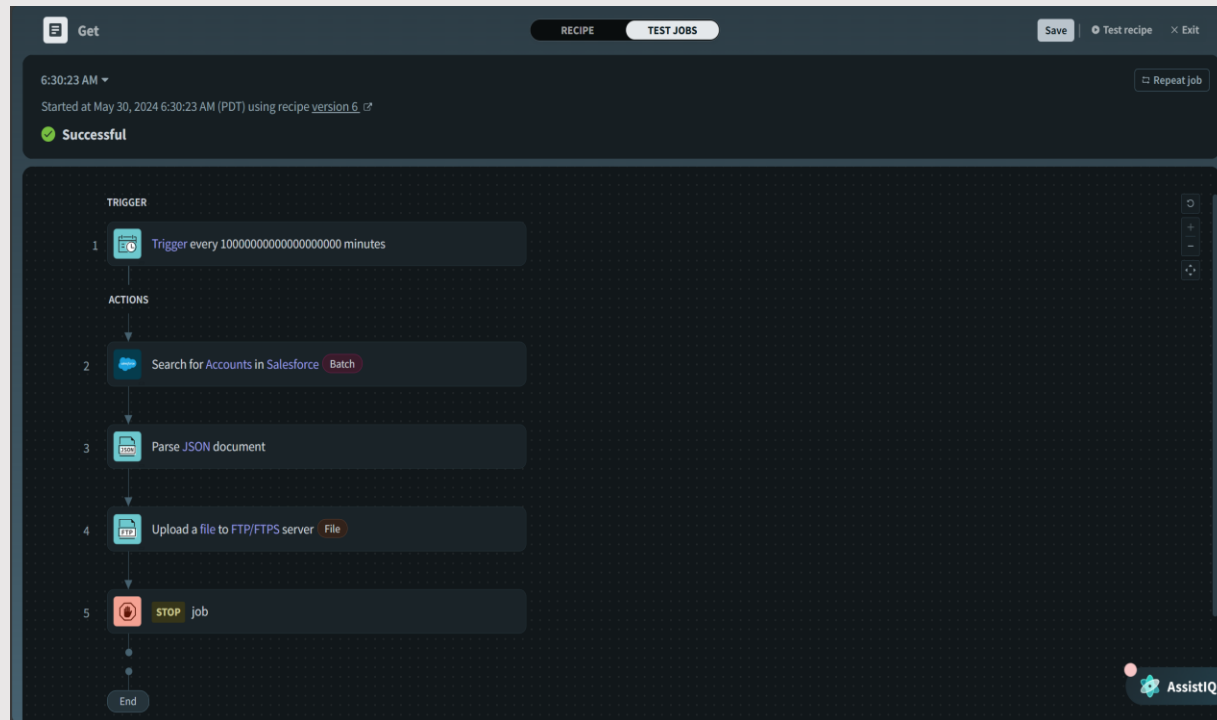 Get
RECIPE
TEST JOBS
Save
Test recipe
Exit
6:30:23 AM
Repeat job
Started at May 30, 2024 6:30:23 AM (PDT) using recipe version 6
Successful
TRIGGER
1 Trigger every 10000000000000000000 minutes
ACTIONS
2 Search for Accounts in Salesforce Batch
3 JSON Parse JSON document
4 FTP Upload a file to FTP/FTPS server File
5 STOP job
End
AssistIQ